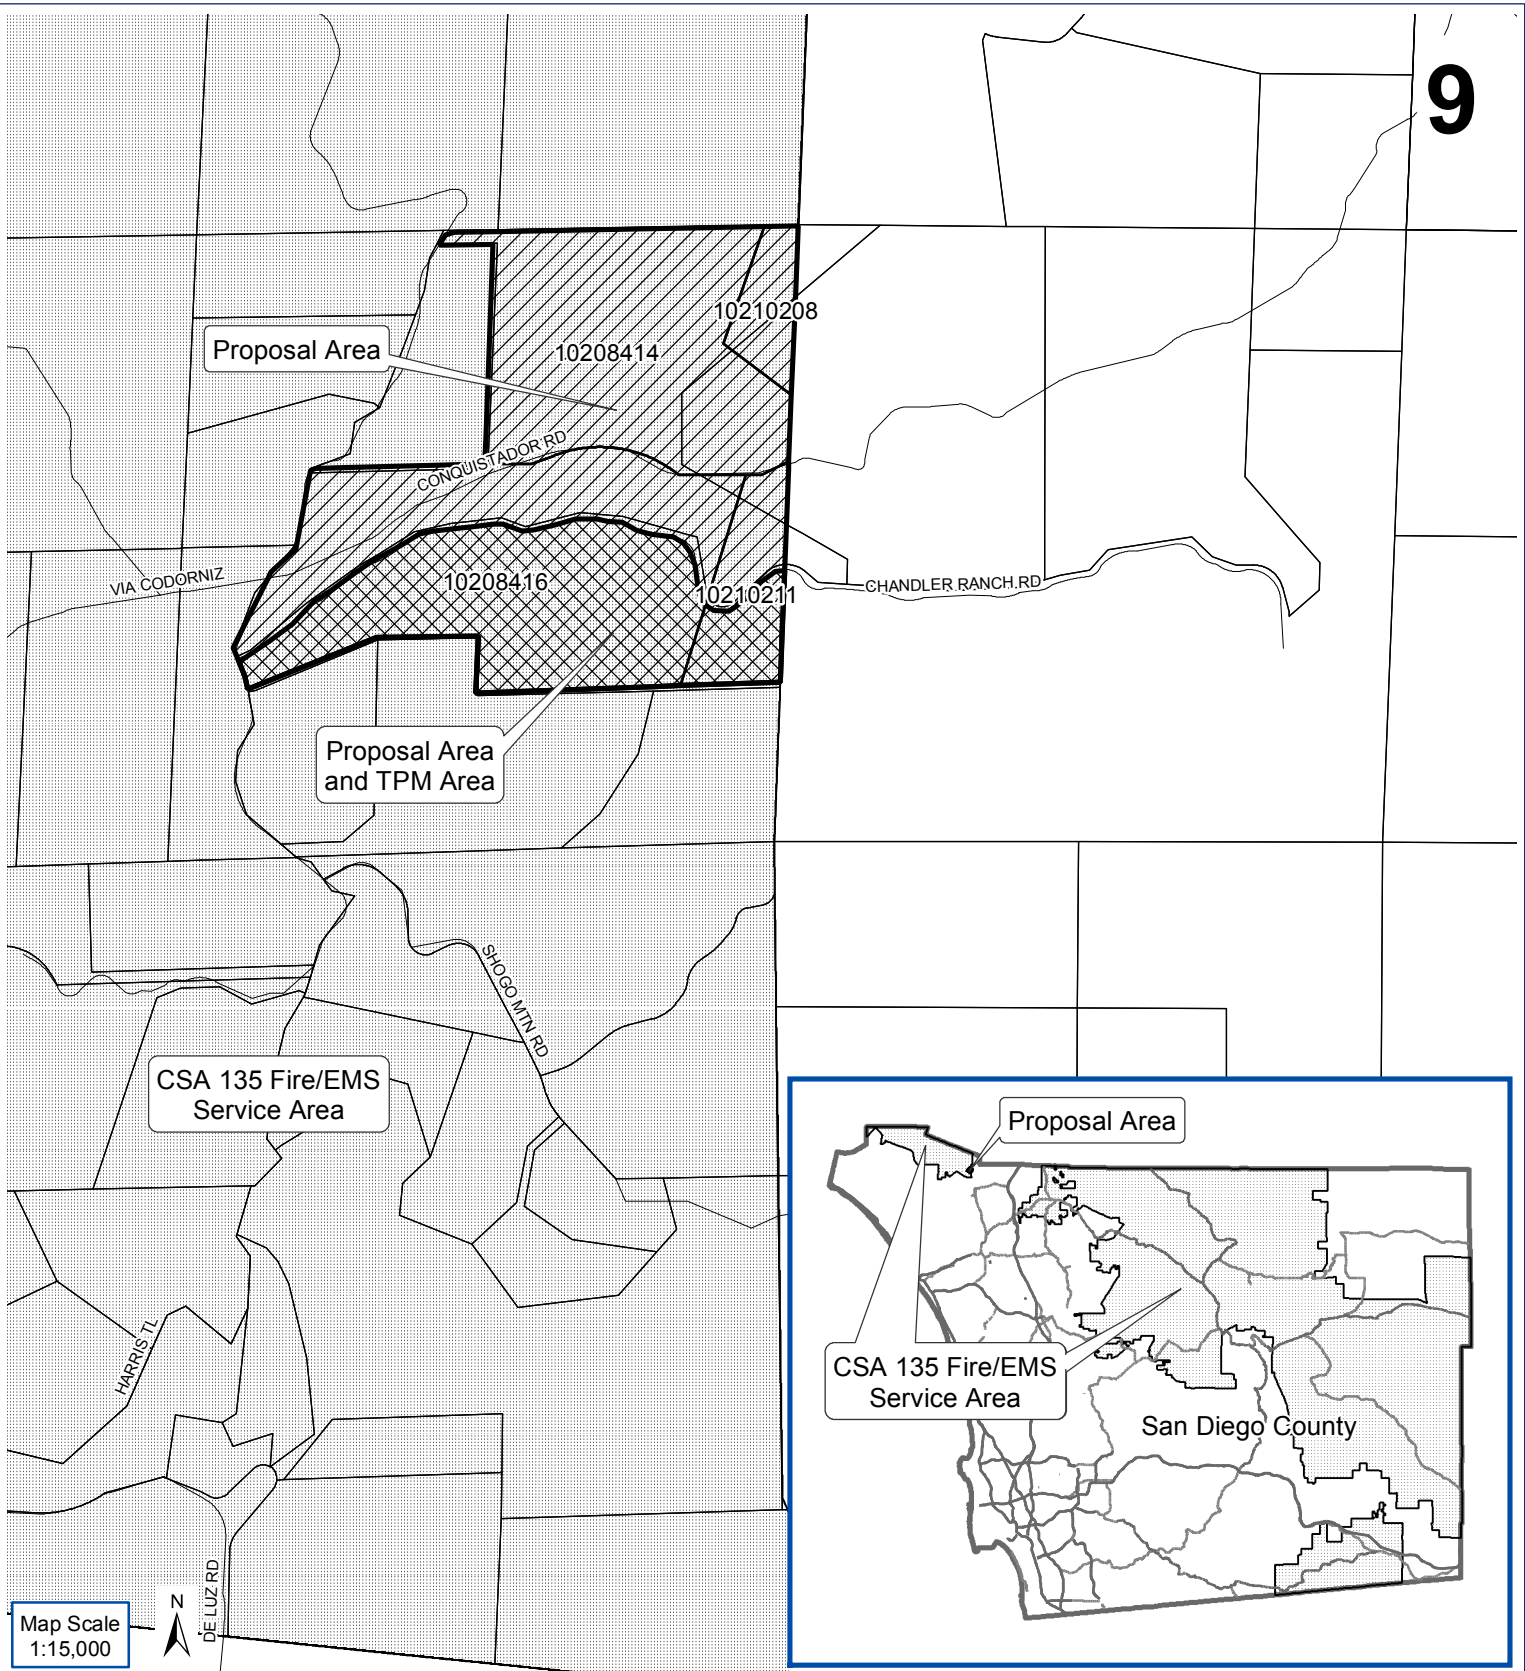 9
10210208
Proposal Area
10208414
CONQUISTADOR RD
VIA CODORNIZ
10208416
10210211
CHANDLER RANCH RD
Proposal Area
and TPM Area
SHOGO MTN RD
CSA 135 Fire/EMS
Service Area
Proposal Area
HARRIS TL
CSA 135 Fire/EMS
Service Area
San Diego County
DE LUZ RD
N
Map Scale
1:15,000